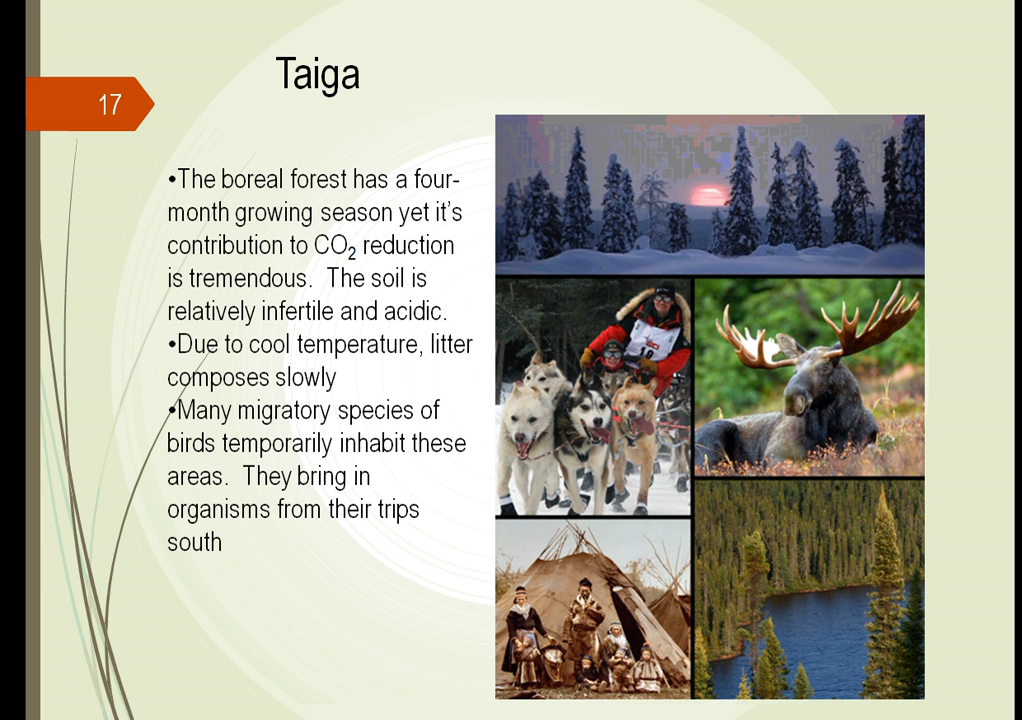 Taiga
17
•The boreal forest has a four-
month growing season yet it’s
contribution to CO₂ reduction
is tremendous.  The soil is
relatively infertile and acidic.
•Due to cool temperature, litter
composes slowly
•Many migratory species of
birds temporarily inhabit these
areas.  They bring in
organisms from their trips
south